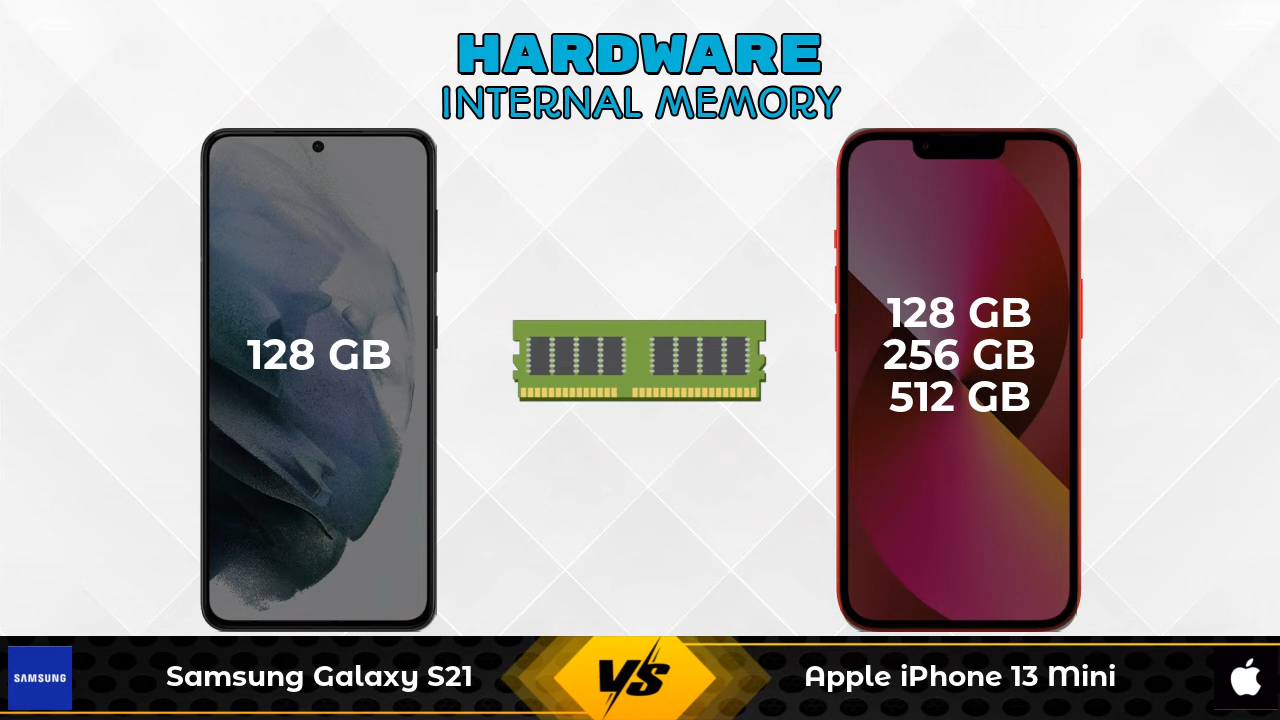 HARDWARE
INTERNAL MEMORY
128 GB
128 GB
256 GB
512 GB
SAMSUNG
Samsung Galaxy S21
VS
Apple iPhone 13 Mini